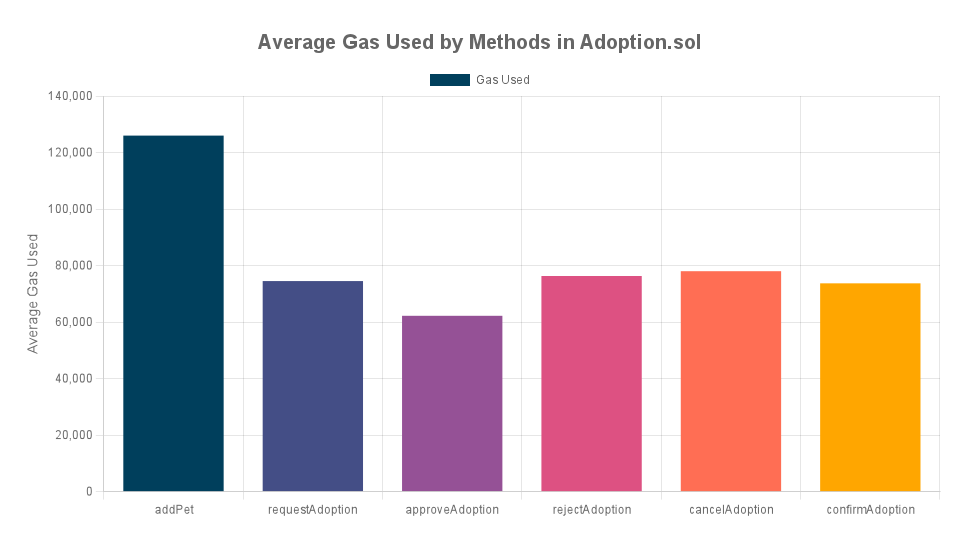 Average Gas Used by Methods in Adoption.sol
Gas Used
140,000
120,000
100,000
80,000
60,000
40,000
20,000
0
Average Gas Used
addPet
requestAdoption
approveAdoption
rejectAdoption
cancelAdoption
confirmAdoption